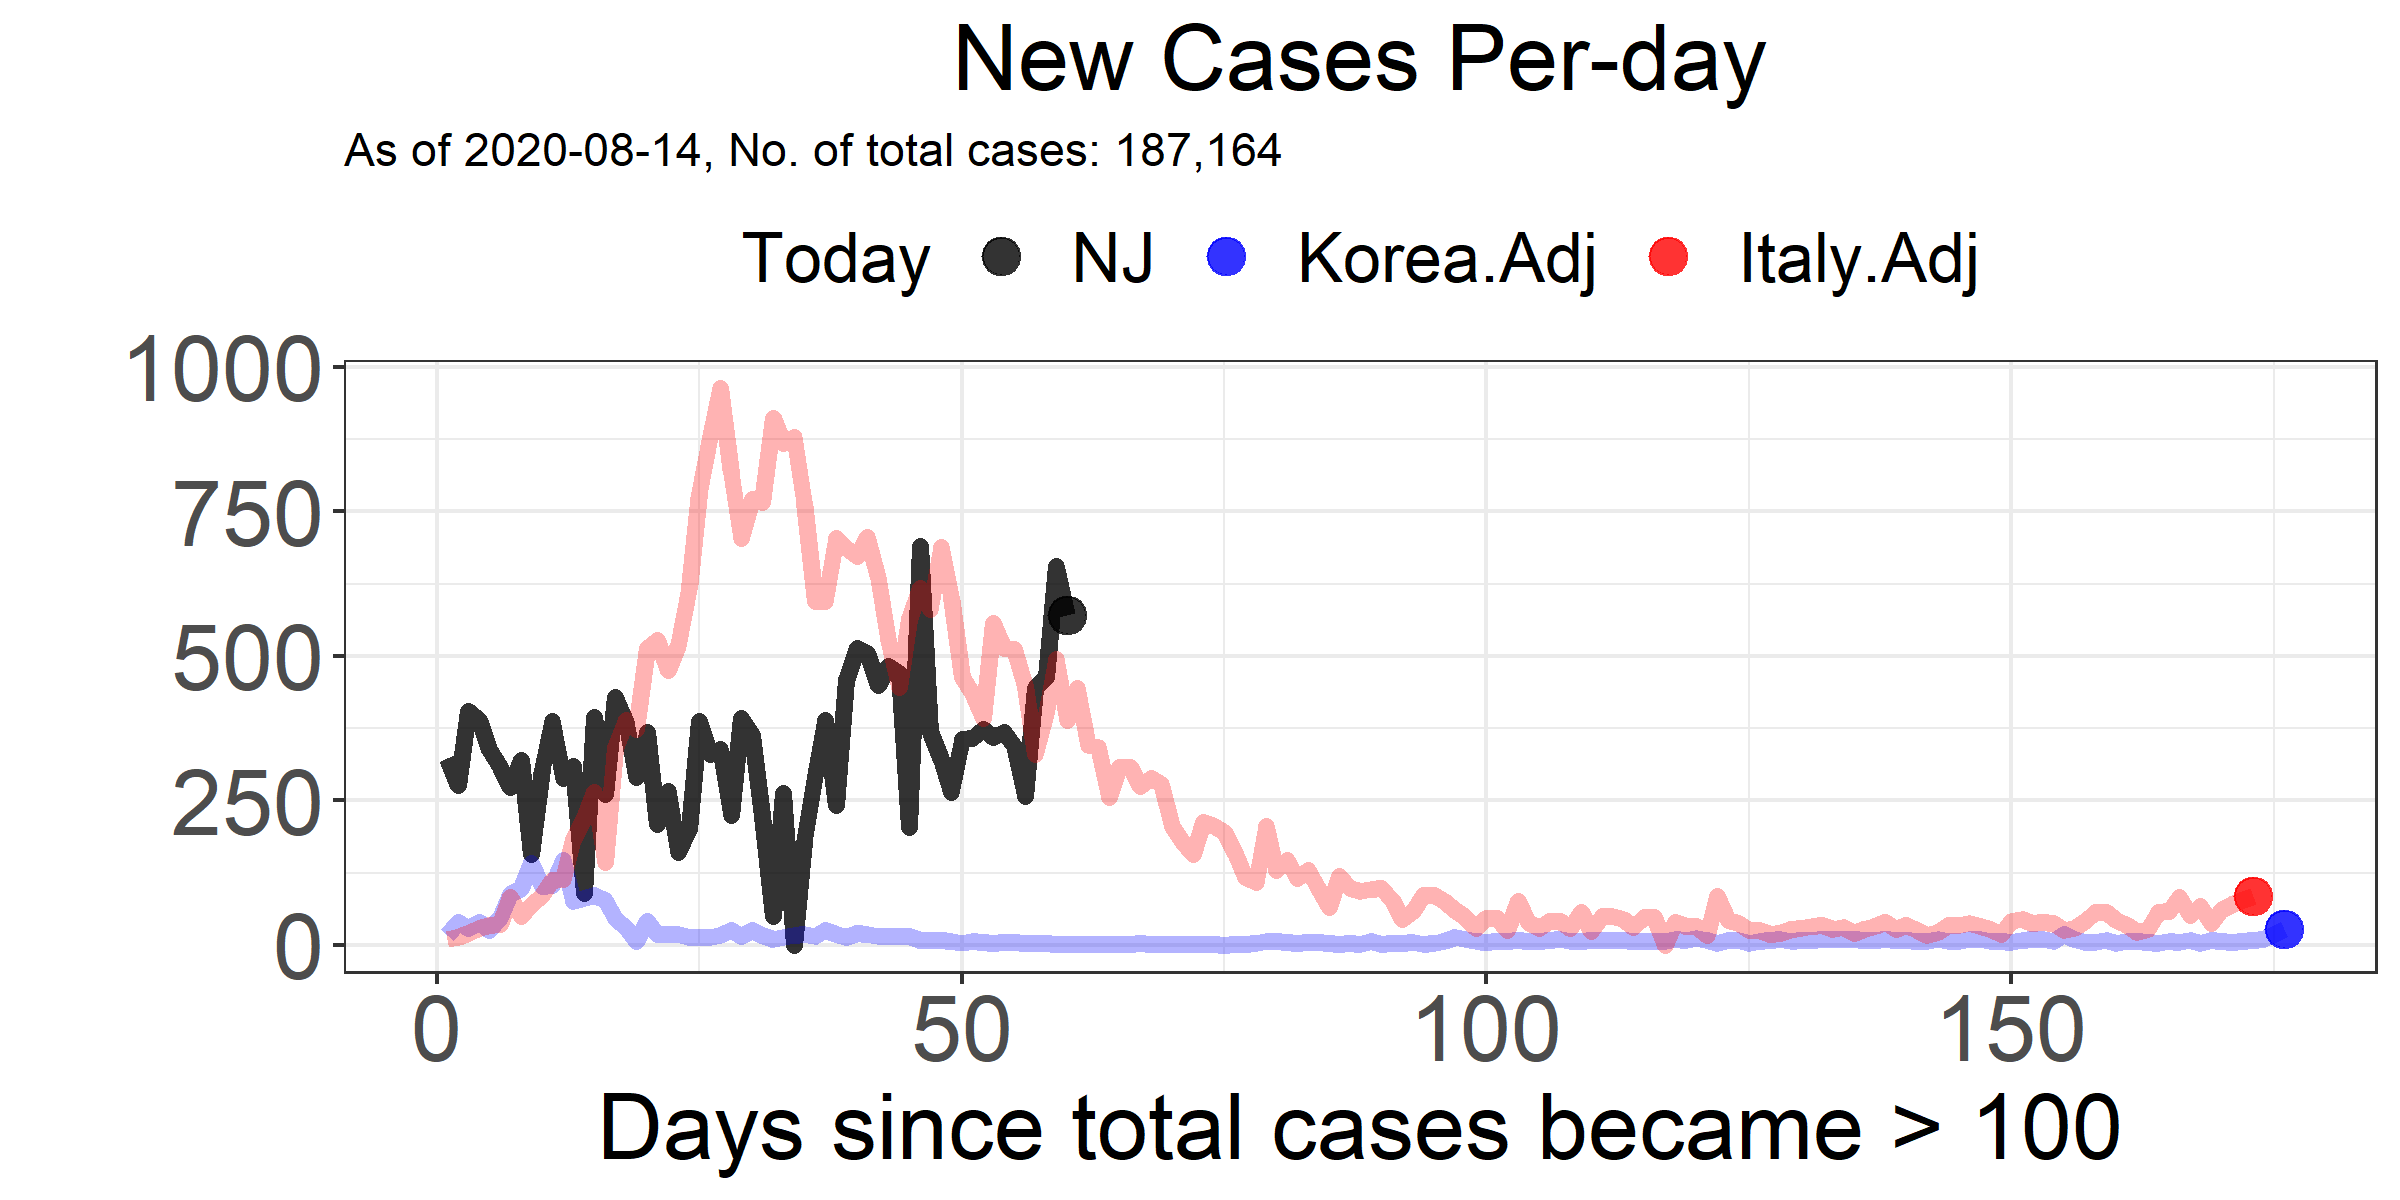 New Cases Per-day
As of 2020-08-14, No. of total cases: 187,164
Today NJ Korea.Adj Italy.Adj
1000
750
500
250
0
0 50 100 150
Days since total cases became > 100